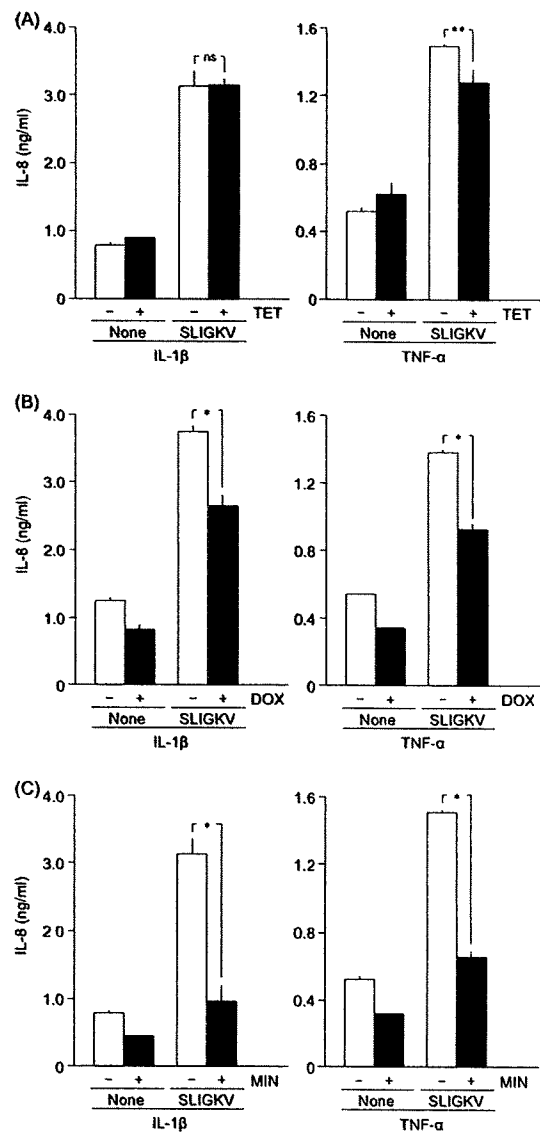 (A)
IL-8 (ng/ml)
4.0
3.0
2.0
1.0
0
ns
− + − + TET
None SLIGKV
IL-1β
1.6
1.2
0.8
0.4
0
**
− + − + TET
None SLIGKV
TNF-α
(B)
IL-8 (ng/ml)
4.0
3.0
2.0
1.0
0
*
− + − + DOX
None SLIGKV
IL-1β
1.6
1.2
0.8
0.4
0
*
− + − + DOX
None SLIGKV
TNF-α
(C)
IL-8 (ng/ml)
4.0
3.0
2.0
1.0
0
*
− + − + MIN
None SLIGKV
IL-1β
1.6
1.2
0.8
0.4
0
*
− + − + MIN
None SLIGKV
TNF-α